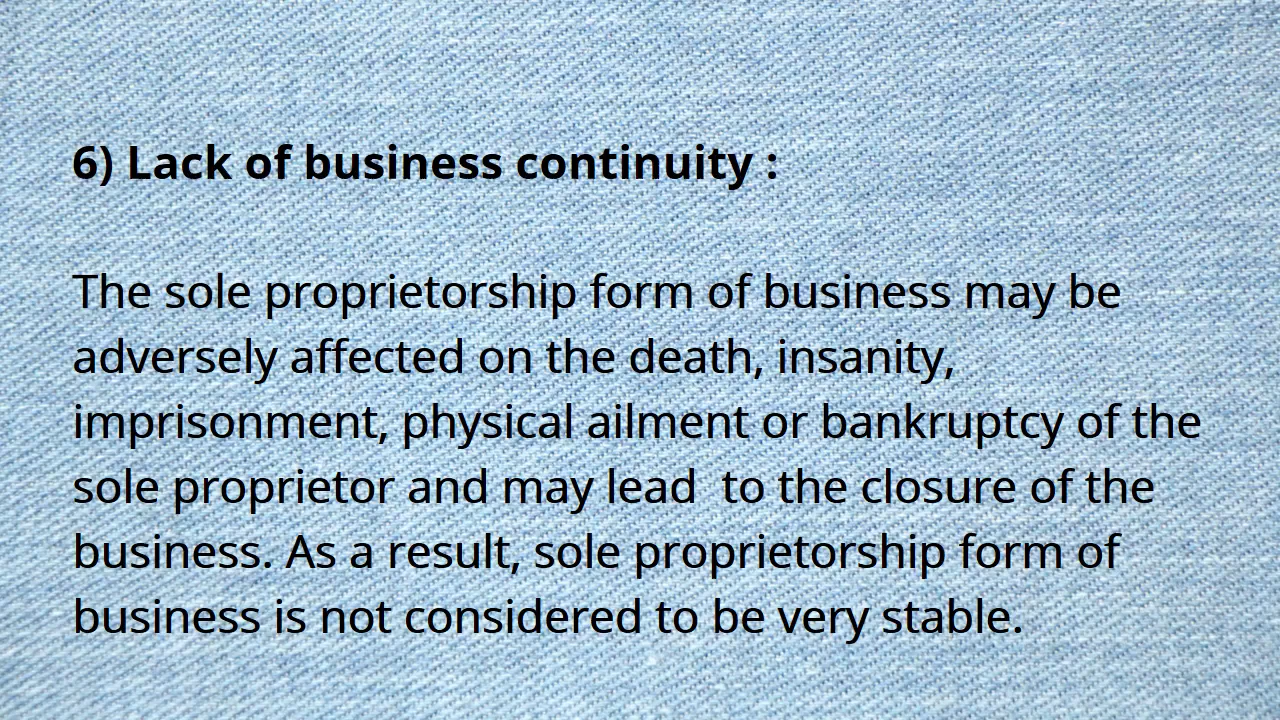 6) Lack of business continuity :
The sole proprietorship form of business may be
adversely affected on the death, insanity,
imprisonment, physical ailment or bankruptcy of the
sole proprietor and may lead  to the closure of the
business. As a result, sole proprietorship form of
business is not considered to be very stable.